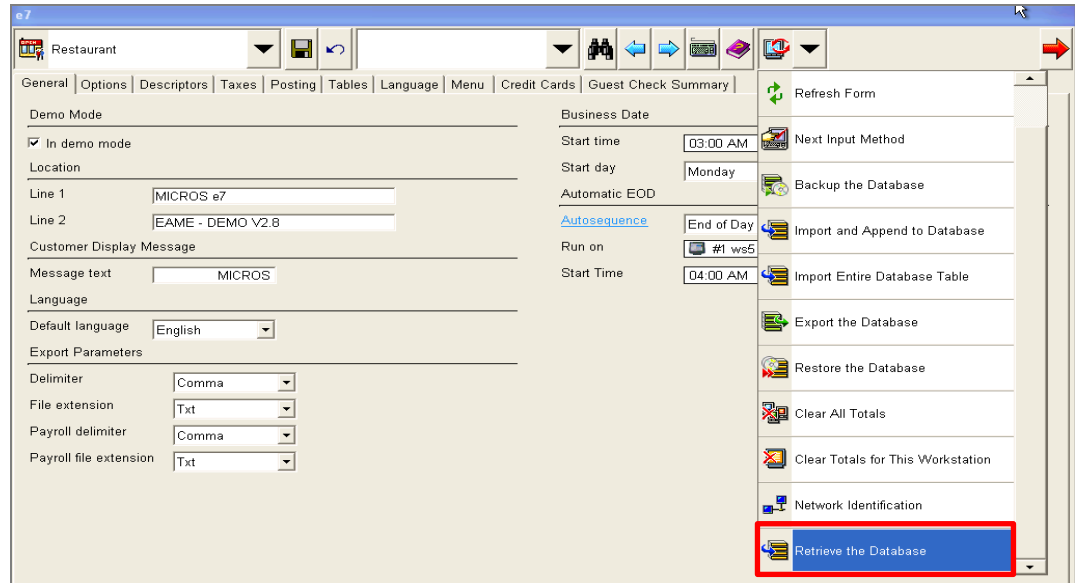 e7
OPEN
Restaurant
General Options Descriptors Taxes Posting Tables Language Menu Credit Cards Guest Check Summary
Demo Mode
In demo mode
Location
Line 1 MICROS e7
Line 2 EAME - DEMO V2.8
Customer Display Message
Message text MICROS
Language
Default language English
Export Parameters
Delimiter Comma
File extension Txt
Payroll delimiter Comma
Payroll file extension Txt
Business Date
Start time 03:00 AM
Start day Monday
Automatic EOD
Autosequence End of Day
Run on #1 ws5
Start Time 04:00 AM
Refresh Form
Next Input Method
Backup the Database
Import and Append to Database
Import Entire Database Table
Export the Database
Restore the Database
Clear All Totals
Clear Totals for This Workstation
Network Identification
Retrieve the Database